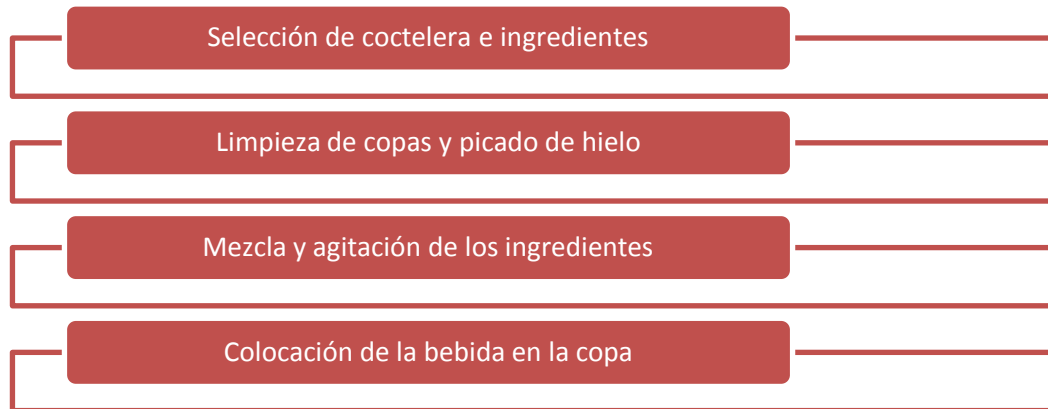 Selección de coctelera e ingredientes
Limpieza de copas y picado de hielo
Mezcla y agitación de los ingredientes
Colocación de la bebida en la copa